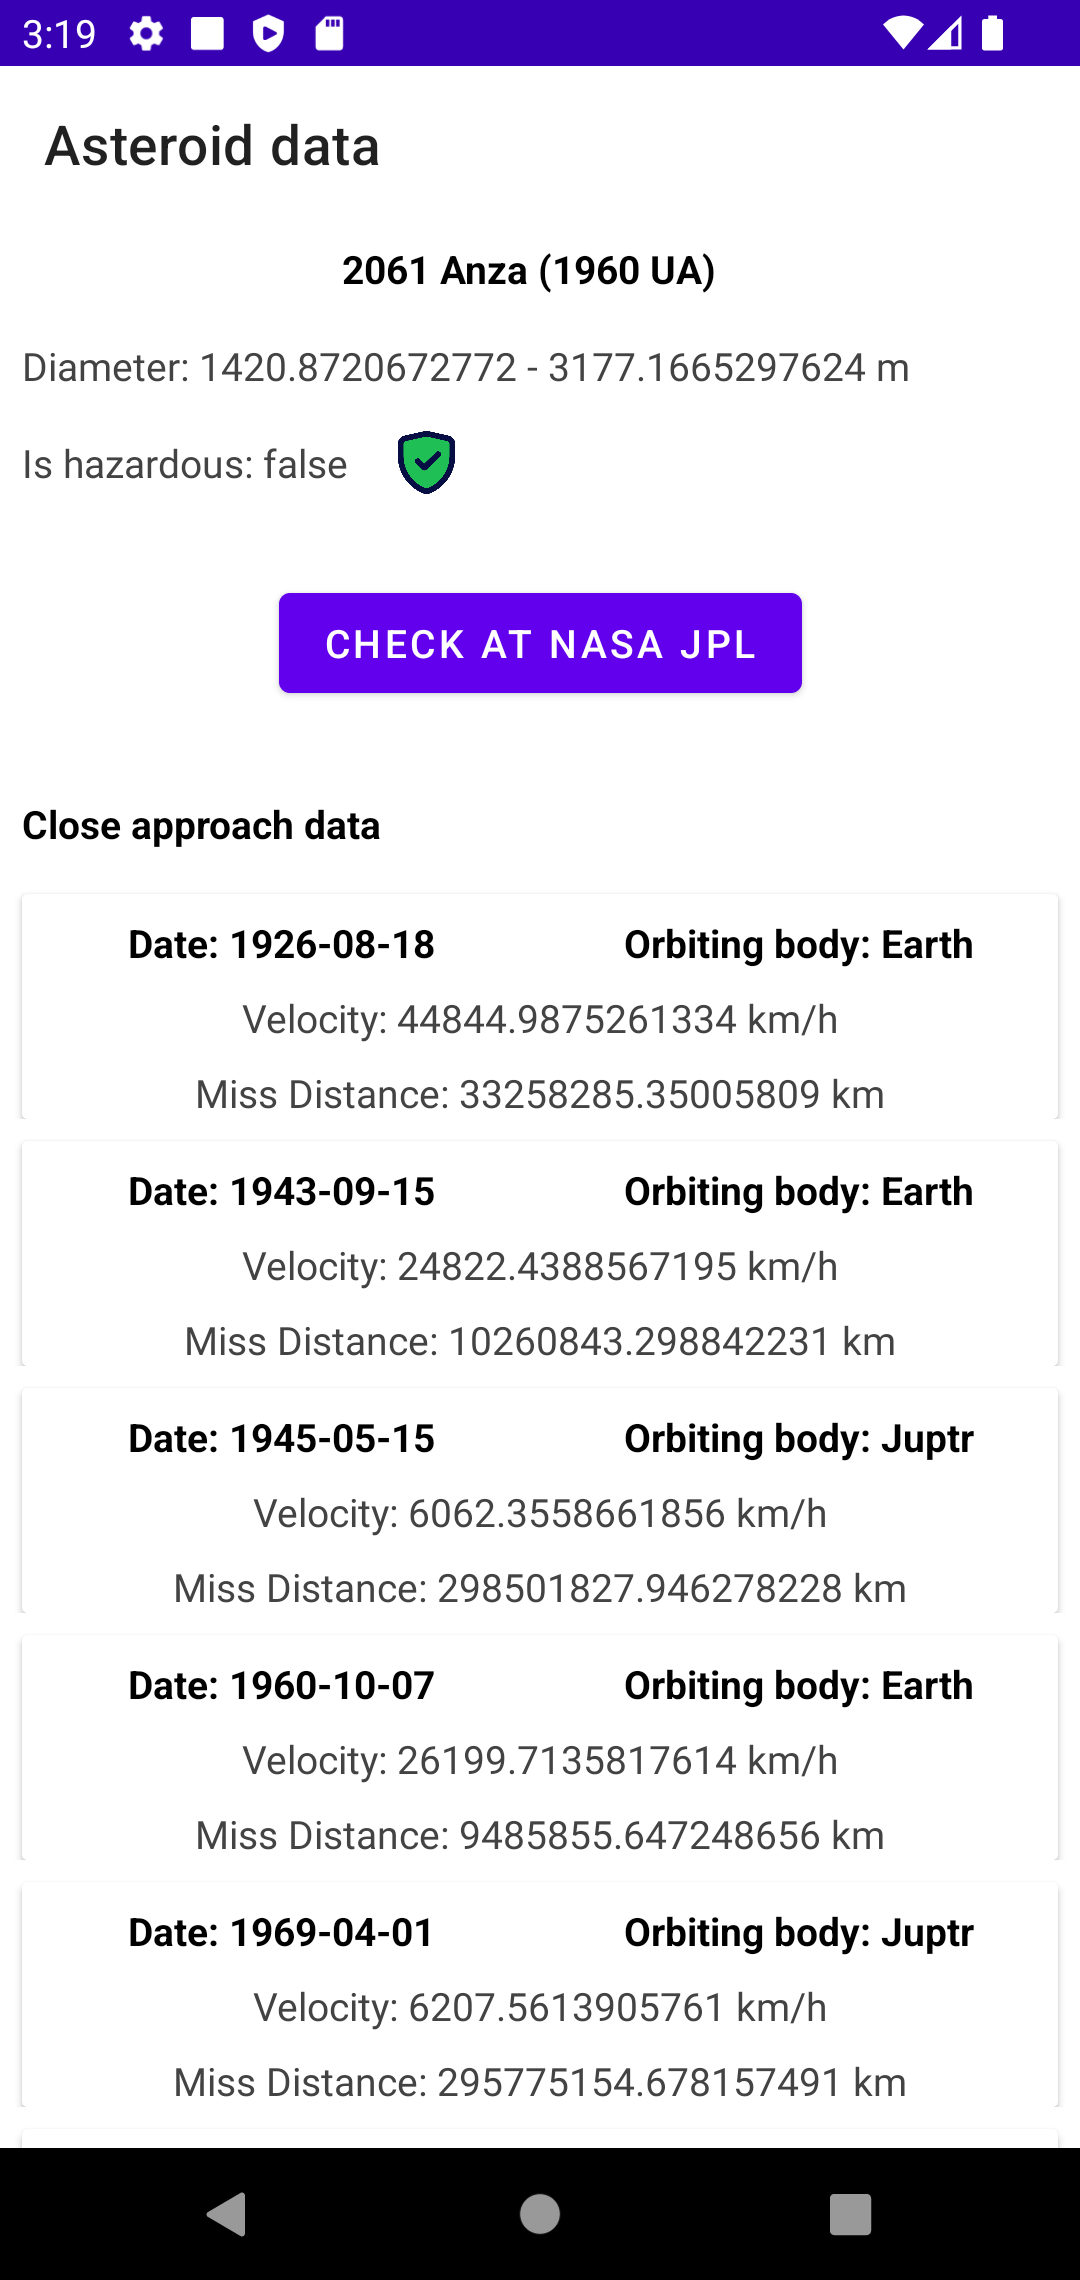 3:19
Asteroid data
2061 Anza (1960 UA)
Diameter: 1420.8720672772 - 3177.1665297624 m
Is hazardous: false
CHECK AT NASA JPL
Close approach data
Date: 1926-08-18 Orbiting body: Earth
Velocity: 44844.9875261334 km/h
Miss Distance: 33258285.35005809 km
Date: 1943-09-15 Orbiting body: Earth
Velocity: 24822.4388567195 km/h
Miss Distance: 10260843.298842231 km
Date: 1945-05-15 Orbiting body: Juptr
Velocity: 6062.3558661856 km/h
Miss Distance: 298501827.946278228 km
Date: 1960-10-07 Orbiting body: Earth
Velocity: 26199.7135817614 km/h
Miss Distance: 9485855.647248656 km
Date: 1969-04-01 Orbiting body: Juptr
Velocity: 6207.5613905761 km/h
Miss Distance: 295775154.678157491 km